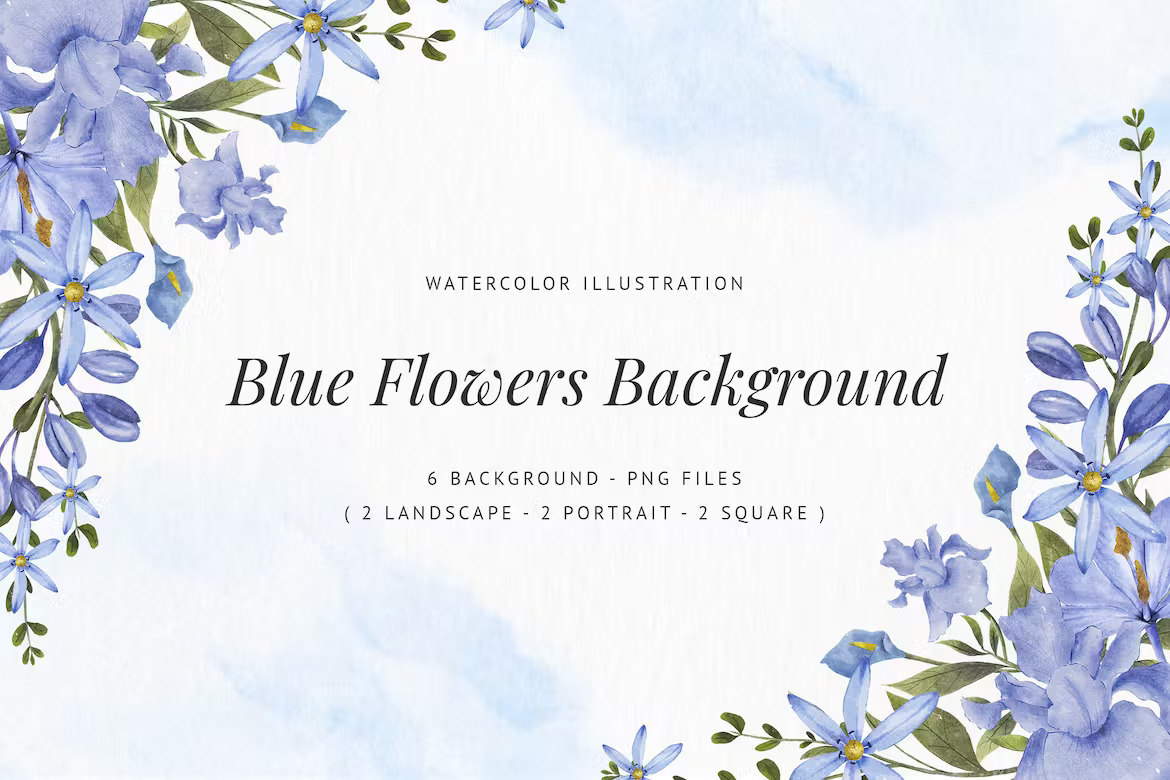 WATERCOLOR ILLUSTRATION
Blue Flowers Background
6 BACKGROUND - PNG FILES
( 2 LANDSCAPE - 2 PORTRAIT - 2 SQUARE )